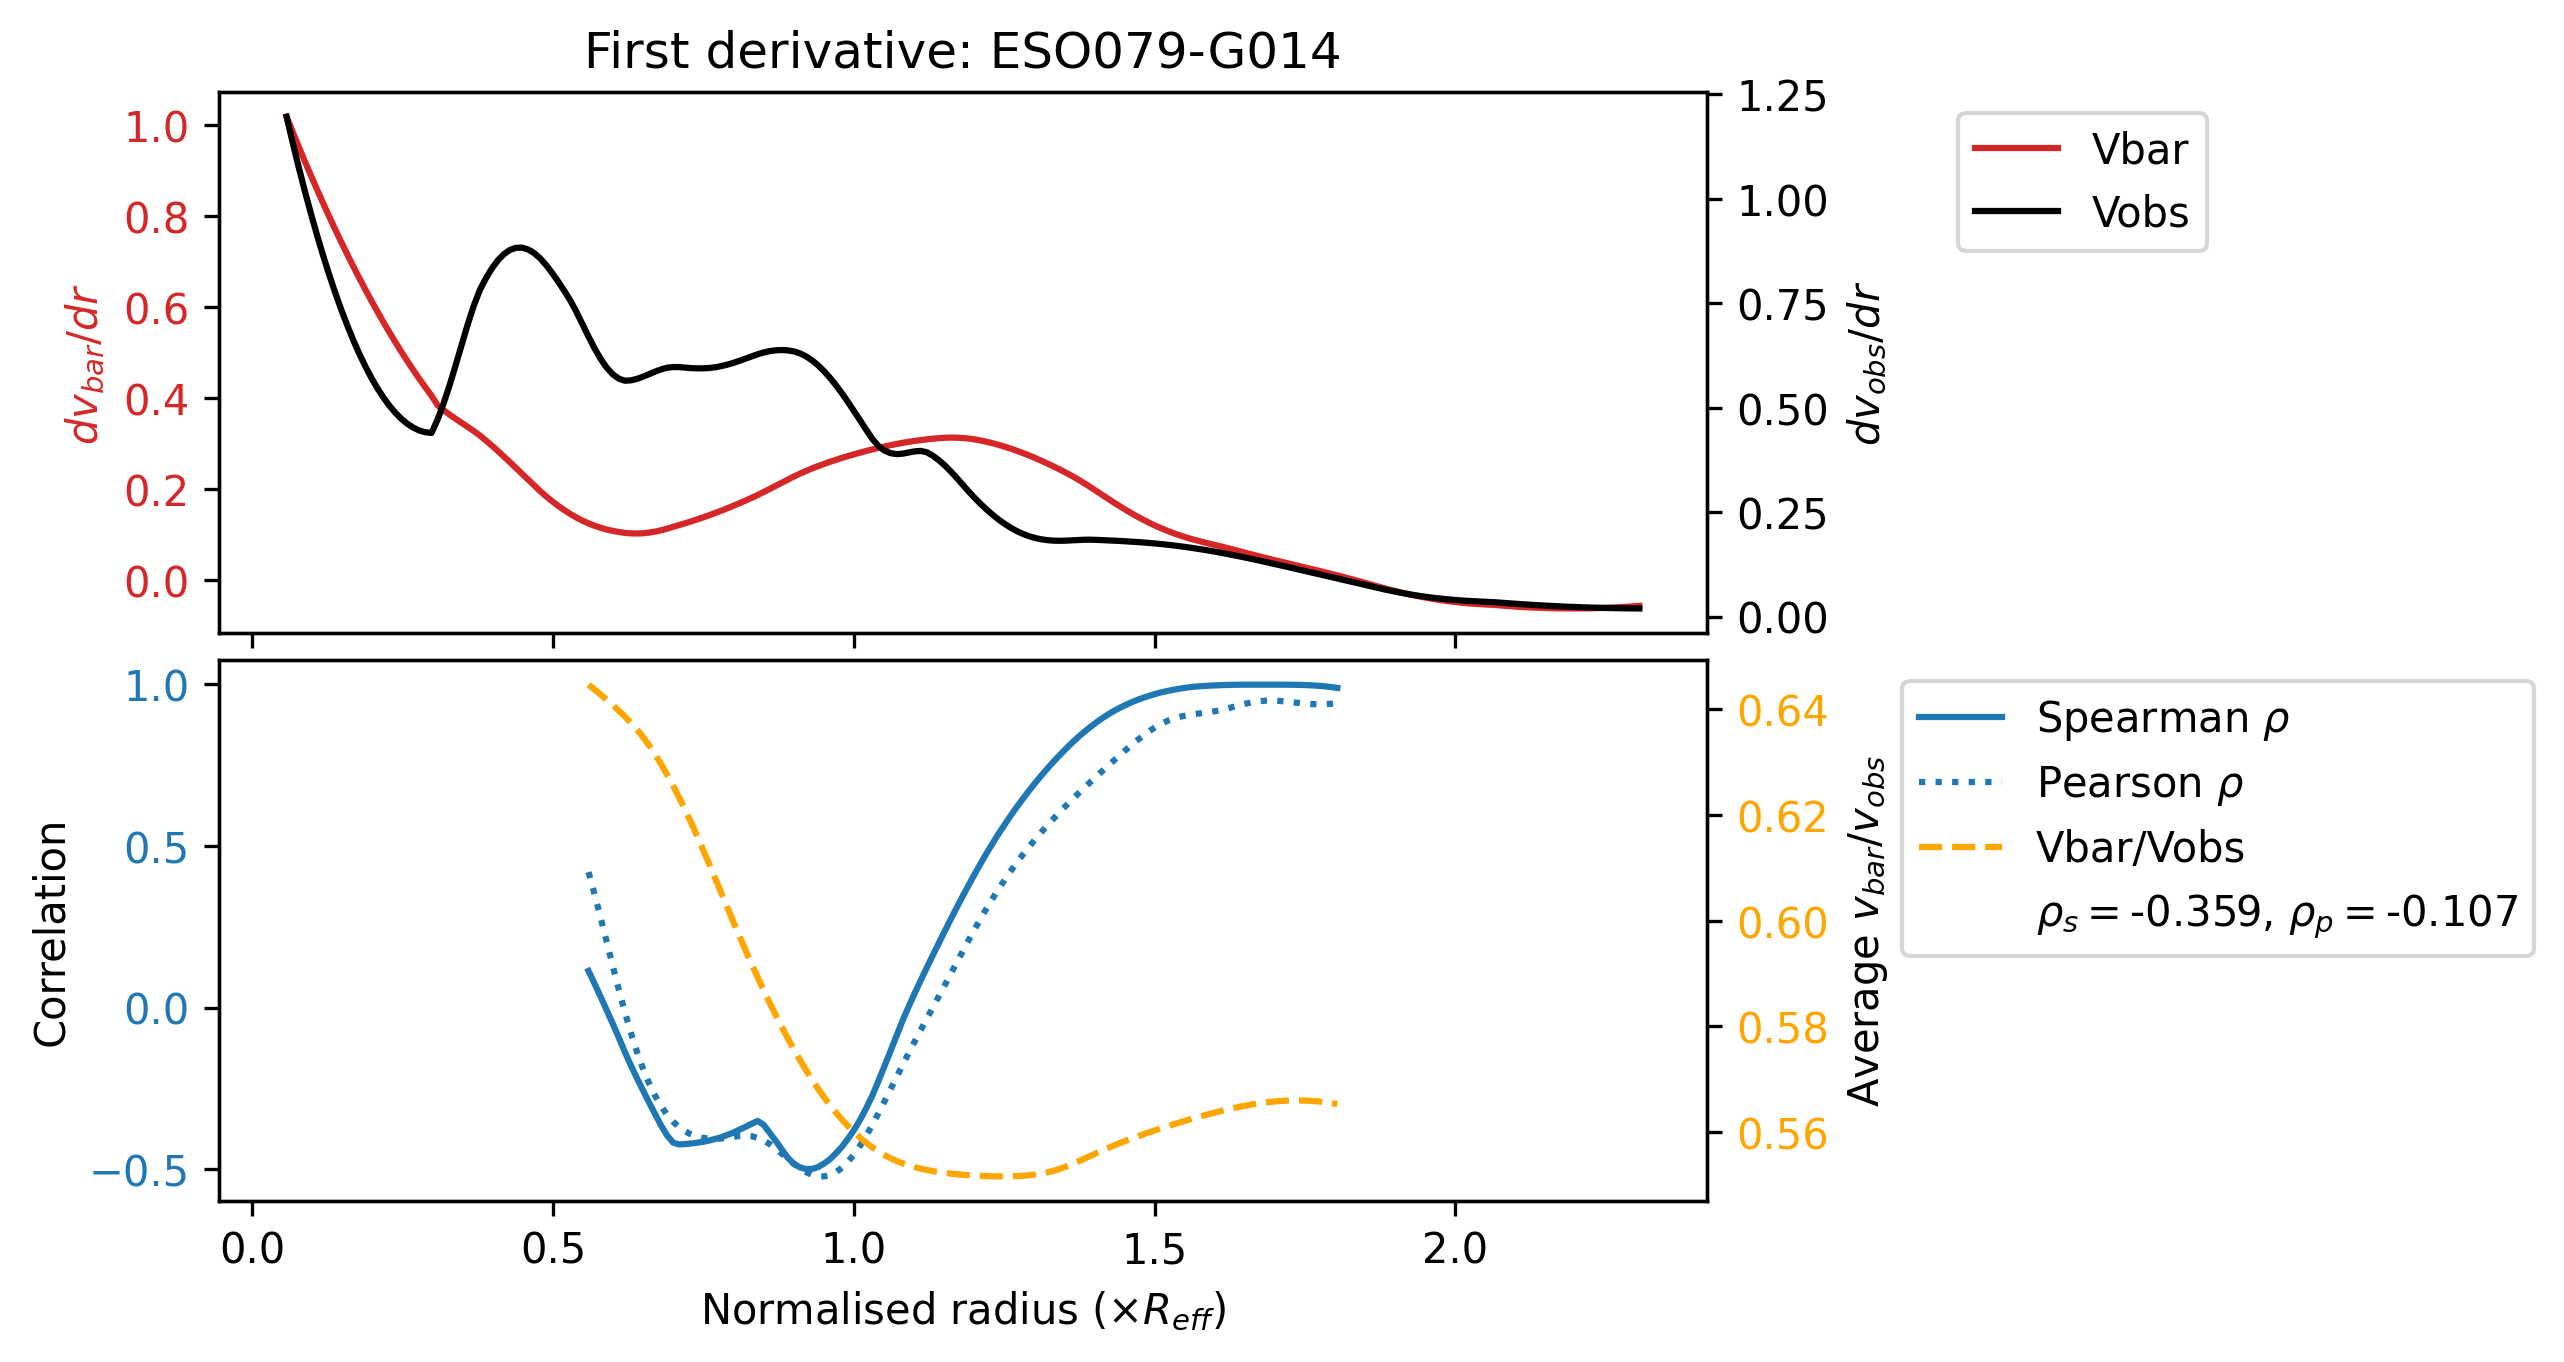 First derivative: ESO079-G014
1.0
0.8
0.6
0.4
0.2
0.0
dv_bar/dr
1.25
1.00
0.75
0.50
0.25
0.00
dv_obs/dr
Vbar
Vobs
1.0
0.5
0.0
−0.5
Correlation
0.64
0.62
0.60
0.58
0.56
Average v_bar/v_obs
Spearman ρ
Pearson ρ
Vbar/Vobs
ρ_s = -0.359, ρ_p = -0.107
0.0 0.5 1.0 1.5 2.0
Normalised radius (×R_eff)